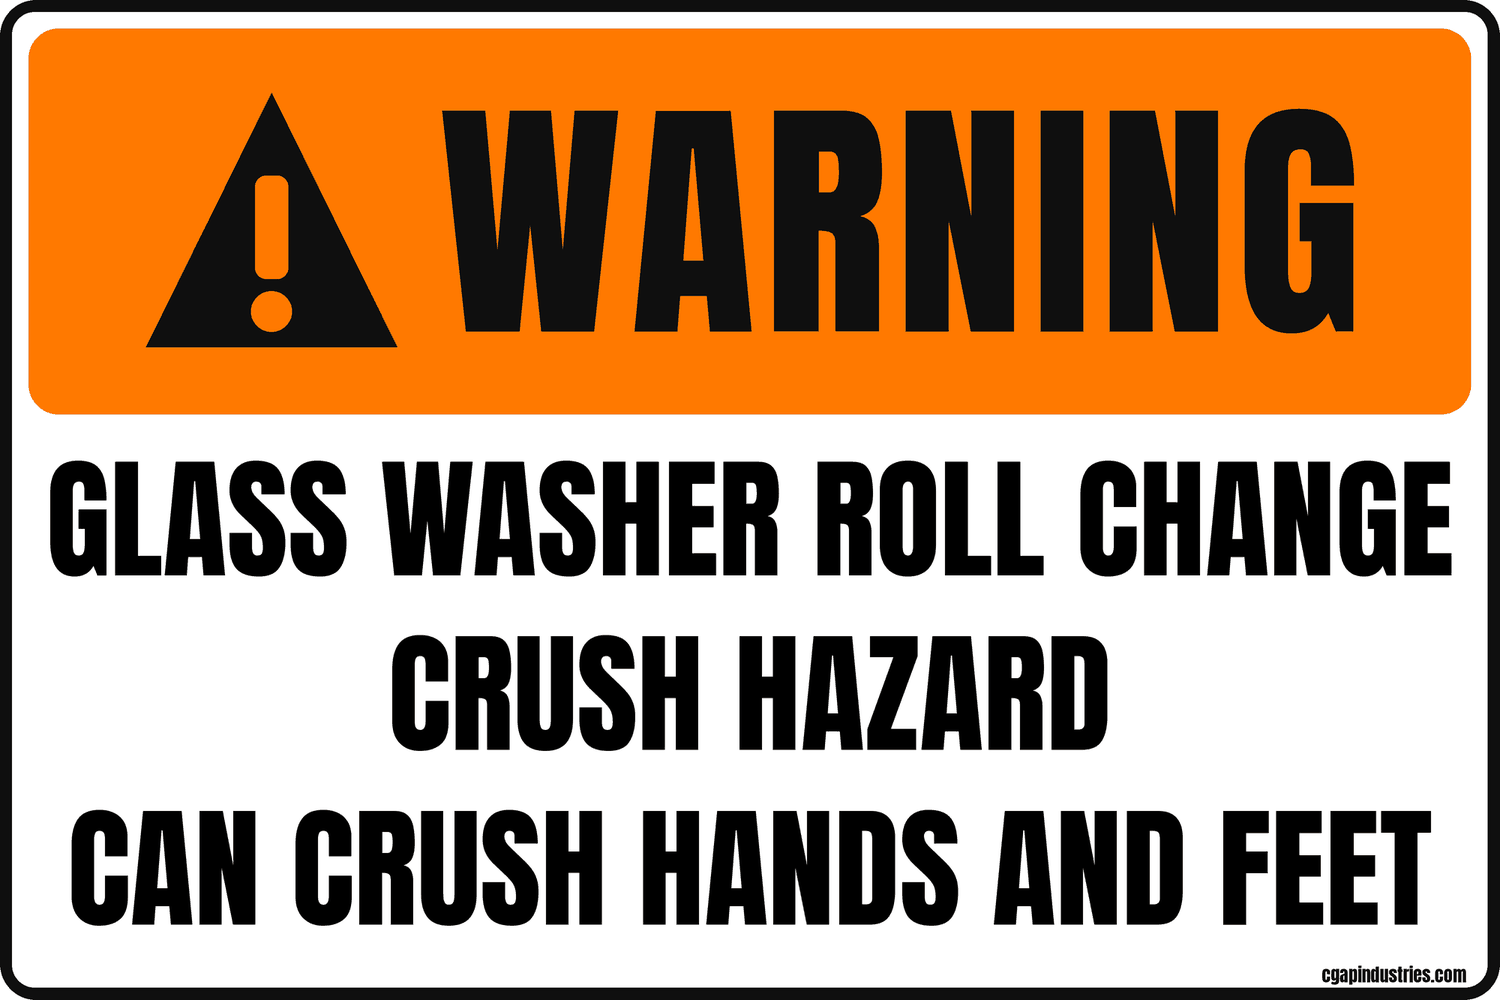 WARNING
GLASS WASHER ROLL CHANGE
CRUSH HAZARD
CAN CRUSH HANDS AND FEET
cgapindustries.com